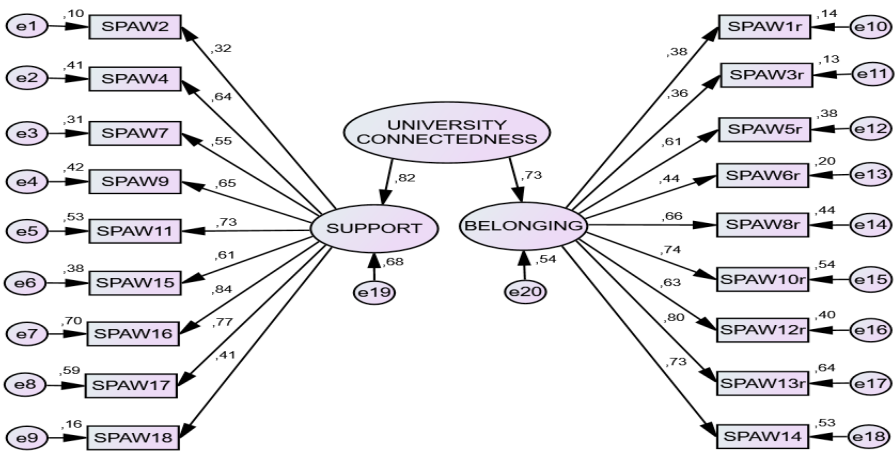 e1 ,10 SPAW2
e2 ,41 SPAW4
e3 ,31 SPAW7
e4 ,42 SPAW9
e5 ,53 SPAW11
e6 ,38 SPAW15
e7 ,70 SPAW16
e8 ,59 SPAW17
e9 ,16 SPAW18
,32
,64
,55
,65
,73
,61
,84
,77
,41
UNIVERSITY
CONNECTEDNESS
,82 ,73
SUPPORT
,68
e19
BELONGING
,54
e20
,38
,36
,61
,44
,66
,74
,63
,80
,73
SPAW1r ,14 e10
SPAW3r ,13 e11
SPAW5r ,38 e12
SPAW6r ,20 e13
SPAW8r ,44 e14
SPAW10r ,54 e15
SPAW12r ,40 e16
SPAW13r ,64 e17
SPAW14 ,53 e18